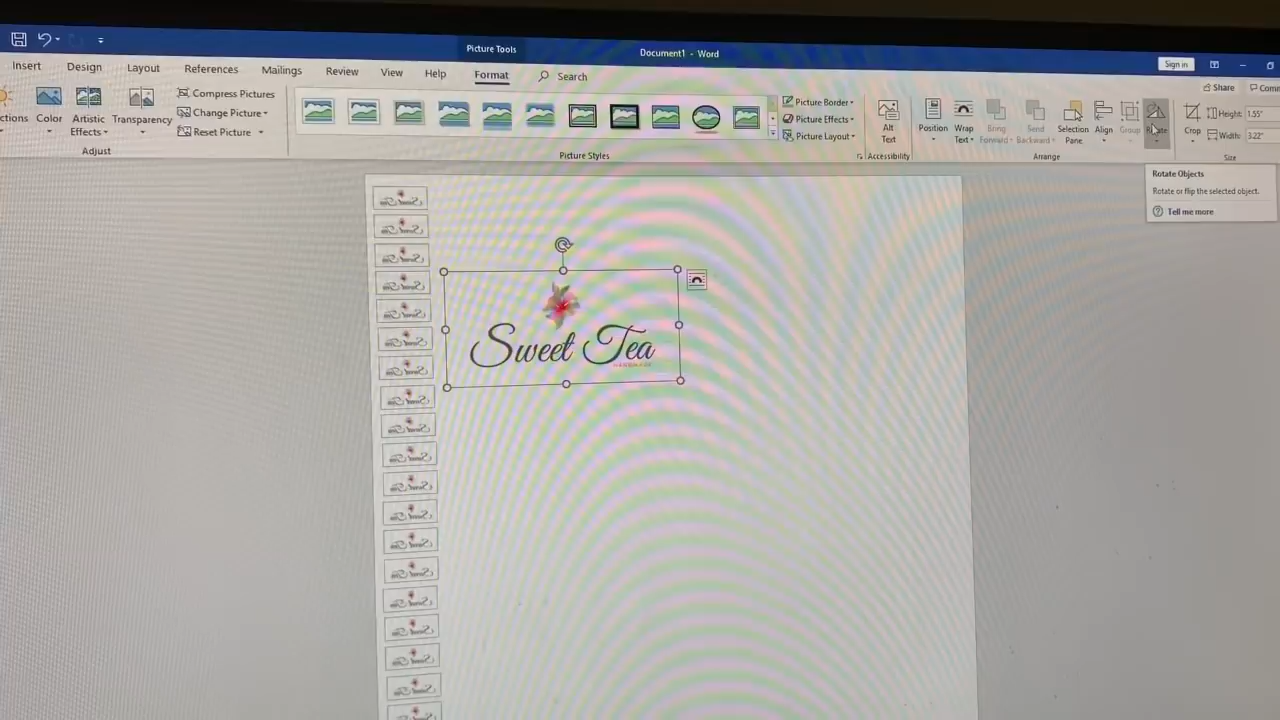 Picture Tools
Document1 - Word
Sign in
Insert
Design
Layout
References
Mailings
Review
View
Help
Format
Search
Share
Color
Artistic
Effects
Transparency
Compress Pictures
Change Picture
Reset Picture
Adjust
Picture Styles
Picture Border
Picture Effects
Picture Layout
Alt
Text
Accessibility
Position
Wrap
Text
Bring
Forward
Send
Backward
Selection
Pane
Align
Group
Rotate
Arrange
Crop
Height: 1.55"
Width: 3.22"
Size
Rotate Objects
Rotate or flip the selected object.
Tell me more
Sweet Tea